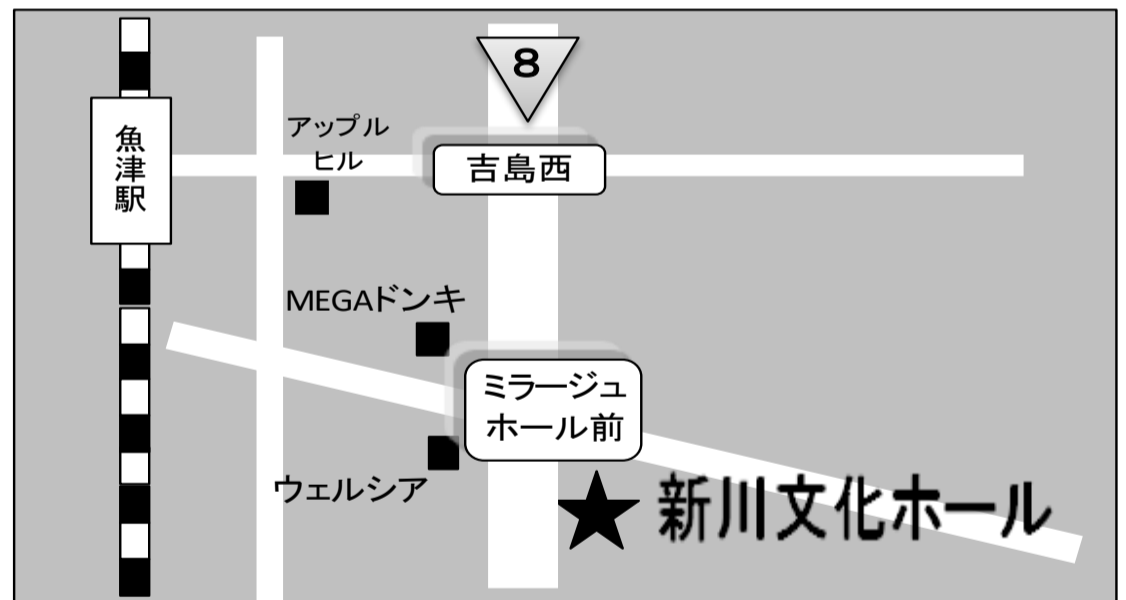 8
魚津駅
アップル
ヒル
吉島西
MEGAドンキ
ミラージュ
ホール前
ウェルシア
新川文化ホール